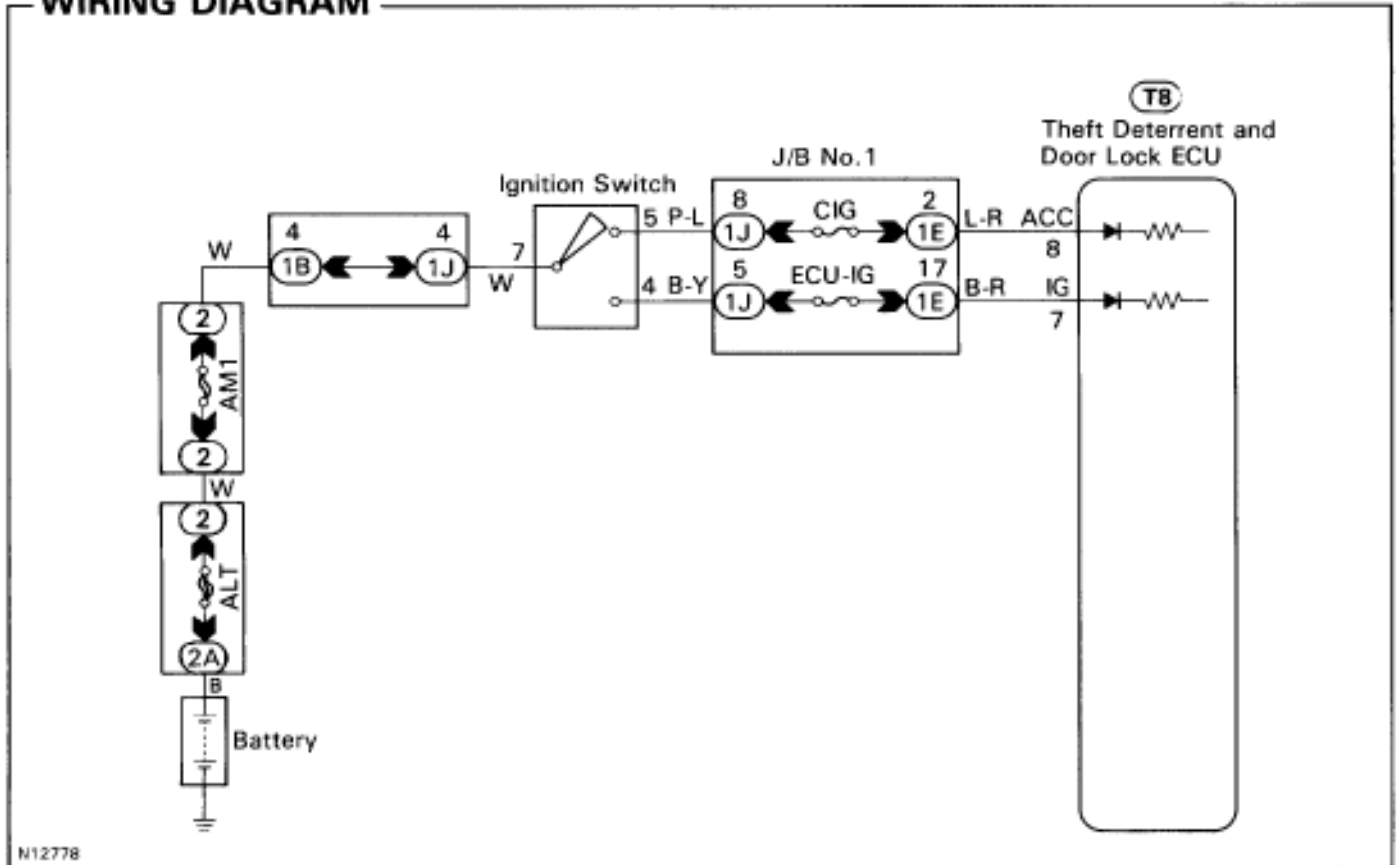 WIRING DIAGRAM
T8
Theft Deterrent and
Door Lock ECU
J/B No.1
Ignition Switch
8 CIG 2
5 P-L 1J 1E L-R ACC
8
4 4
W 1B 1J 7
W
5 ECU-IG 17
4 B-Y 1J 1E B-R IG
7
2
AM1
2
W
2
ALT
2A
B
Battery
N12778